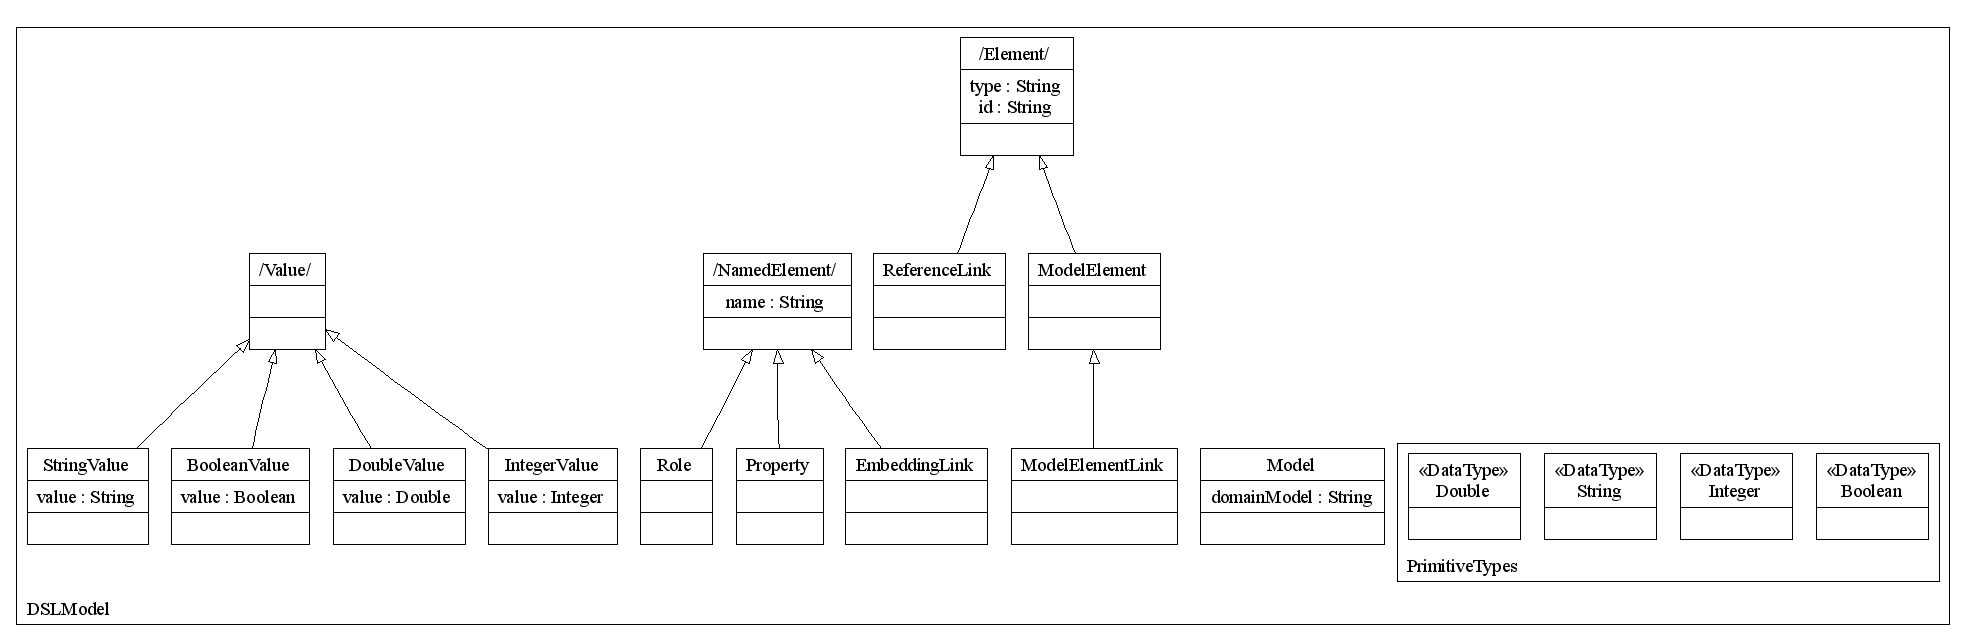 /Element/
type : String
id : String
/Value/
/NamedElement/
name : String
ReferenceLink
ModelElement
StringValue
value : String
BooleanValue
value : Boolean
DoubleValue
value : Double
IntegerValue
value : Integer
Role
Property
EmbeddingLink
ModelElementLink
Model
domainModel : String
«DataType»
Double
«DataType»
String
«DataType»
Integer
«DataType»
Boolean
PrimitiveTypes
DSLModel